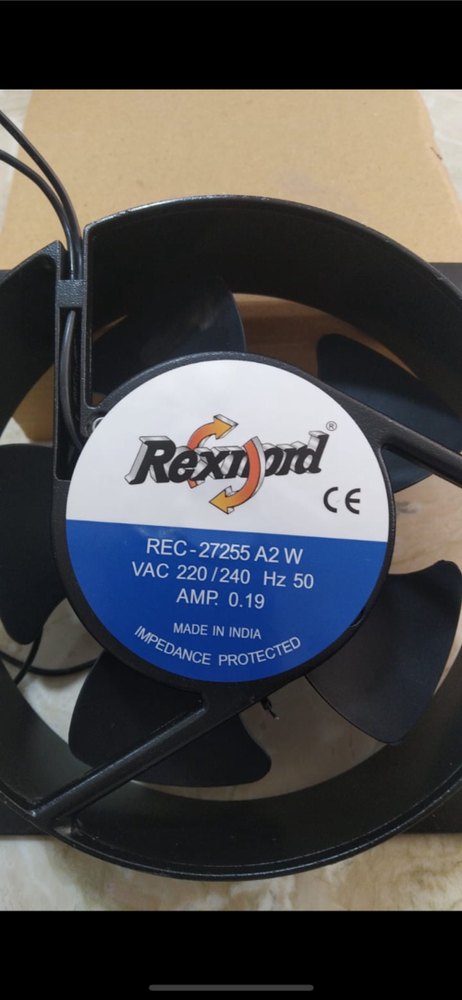 Rexnord ®
CE
REC-27255 A2 W
VAC 220/240 Hz 50
AMP. 0.19
MADE IN INDIA
IMPEDANCE PROTECTED